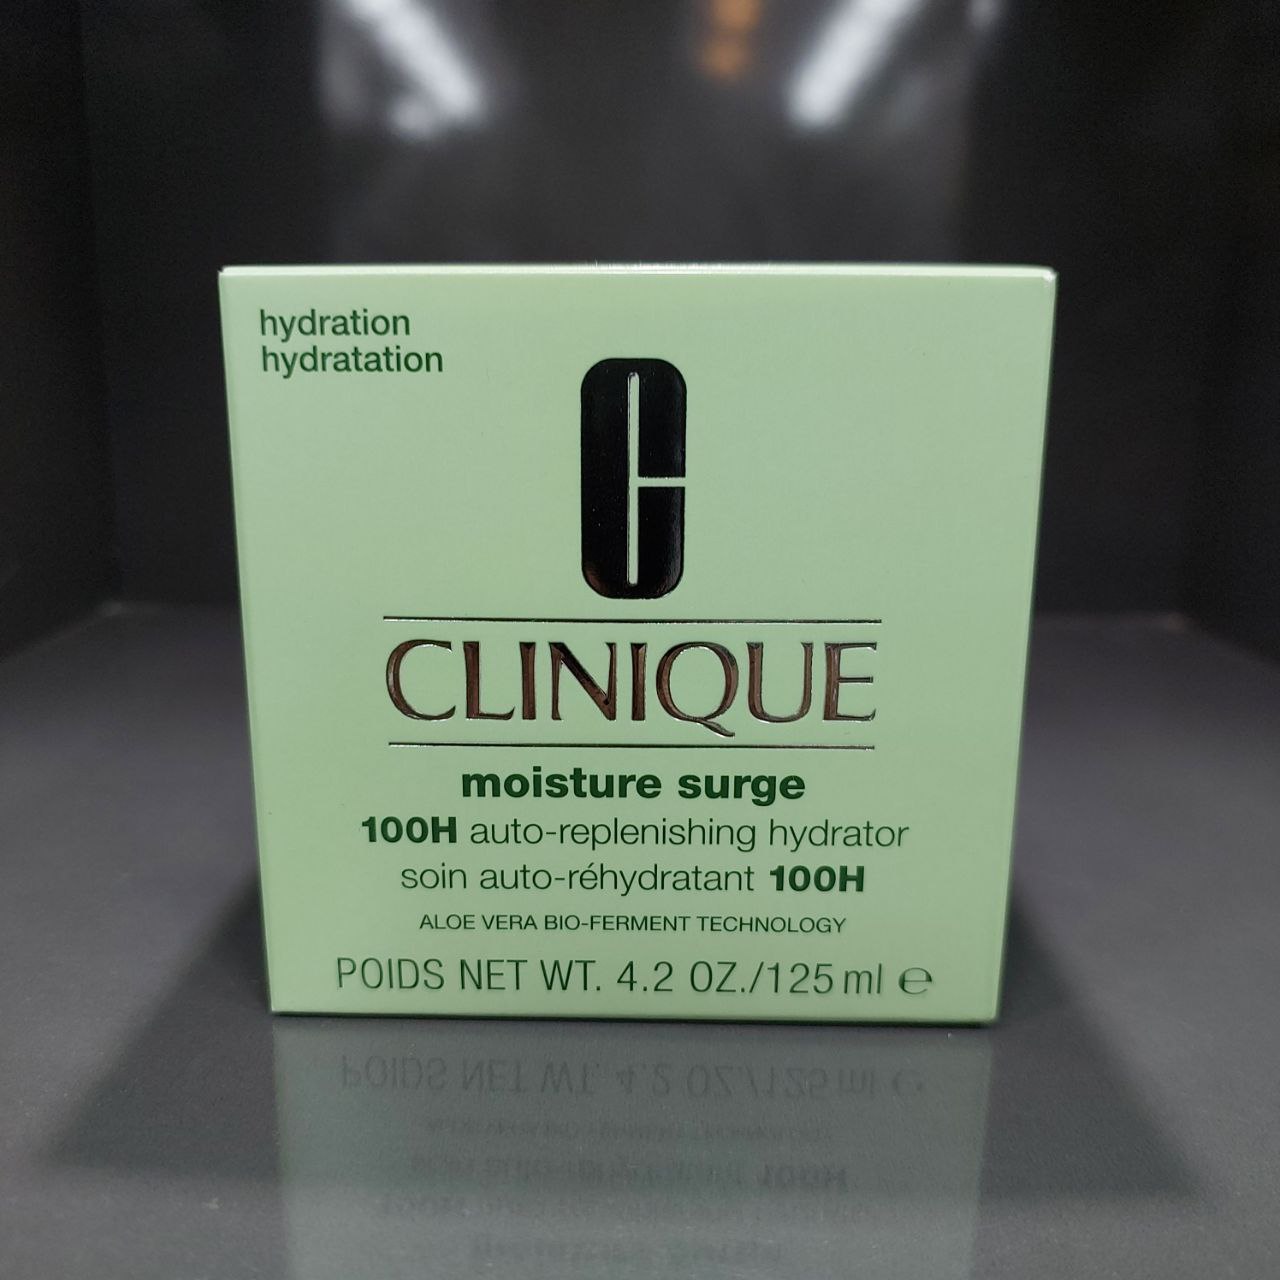 hydration
hydratation
C
CLINIQUE
moisture surge
100H auto-replenishing hydrator
soin auto-réhydratant 100H
ALOE VERA BIO-FERMENT TECHNOLOGY
POIDS NET WT. 4.2 OZ./125 ml ℮